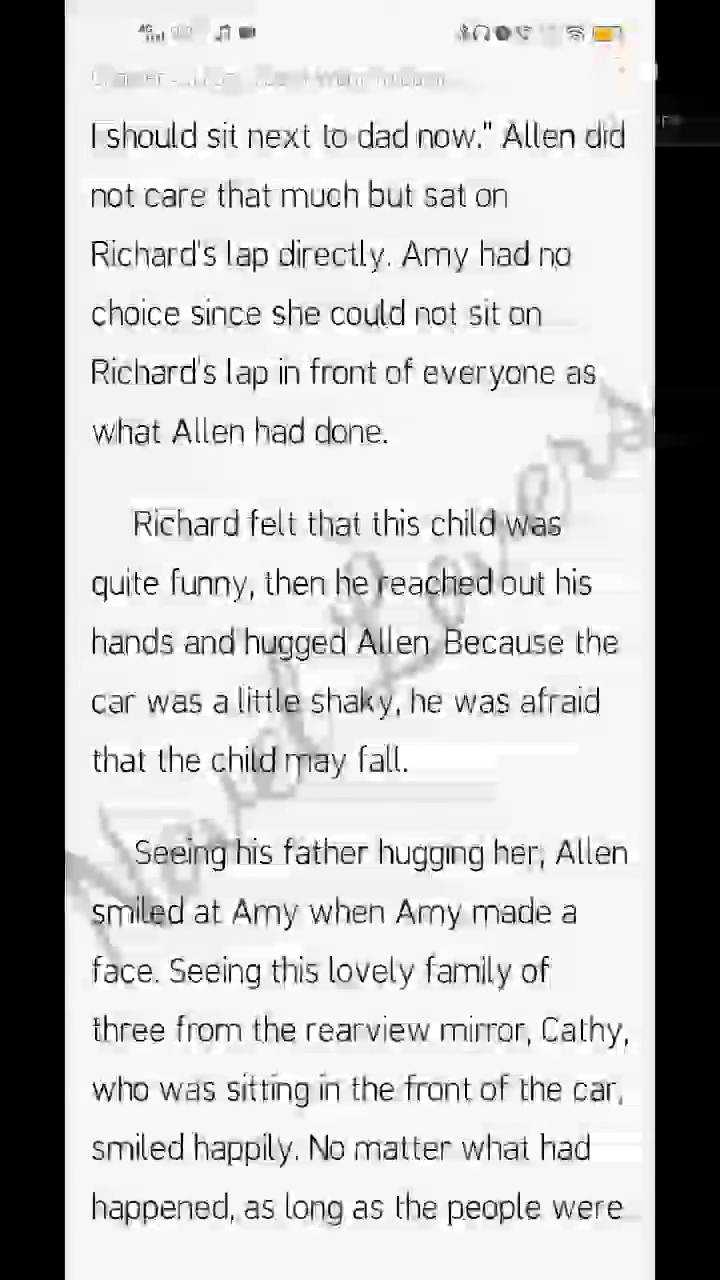 4G
I should sit next to dad now." Allen did
not care that much but sat on
Richard's lap directly. Amy had no
choice since she could not sit on
Richard's lap in front of everyone as
what Allen had done.
Richard felt that this child was
quite funny, then he reached out his
hands and hugged Allen. Because the
car was a little shaky, he was afraid
that the child may fall.
Seeing his father hugging her, Allen
smiled at Amy when Amy made a
face. Seeing this lovely family of
three from the rearview mirror, Cathy,
who was sitting in the front of the car,
smiled happily. No matter what had
happened, as long as the people were
Novel Lovers